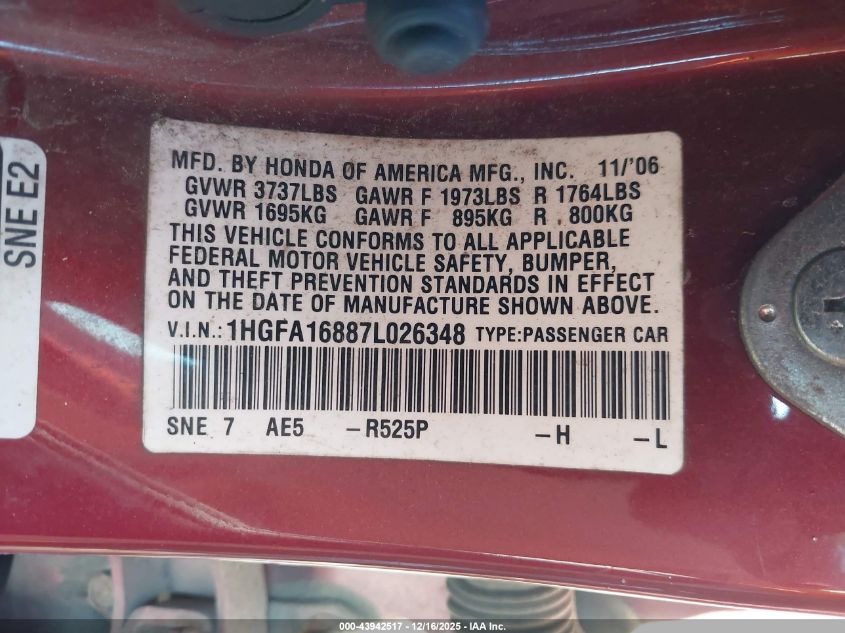 SNE E2
MFD. BY HONDA OF AMERICA MFG., INC. 11/'06
GVWR 3737LBS GAWR F 1973LBS R 1764LBS
GVWR 1695KG GAWR F 895KG R 800KG
THIS VEHICLE CONFORMS TO ALL APPLICABLE
FEDERAL MOTOR VEHICLE SAFETY, BUMPER,
AND THEFT PREVENTION STANDARDS IN EFFECT
ON THE DATE OF MANUFACTURE SHOWN ABOVE.
V.I.N.: 1HGFA16887L026348 TYPE:PASSENGER CAR
SNE 7 AE5 -R525P -H -L
000-43942517 - 12/16/2025 - IAA Inc.